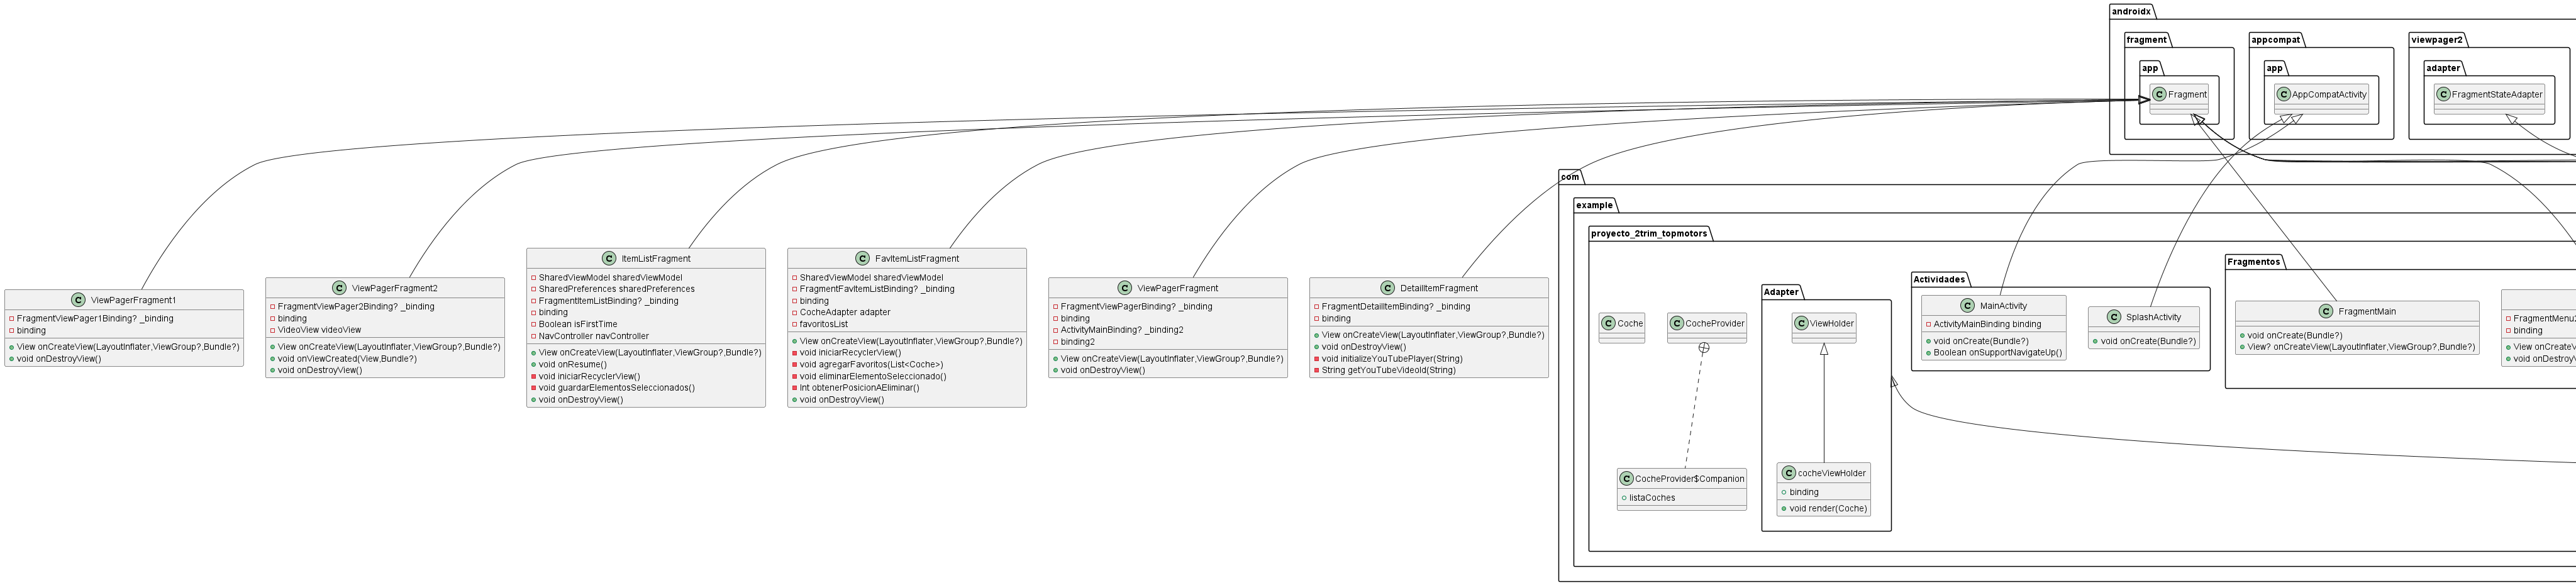 androidx
fragment
appcompat
viewpager2
app
app
adapter
C Fragment
C AppCompatActivity
C FragmentStateAdapter
com
example
proyecto_2trim_topmotors
C ViewPagerFragment1
FragmentViewPager1Binding? _binding
binding
View onCreateView(LayoutInflater,ViewGroup?,Bundle?)
void onDestroyView()
C ViewPagerFragment2
FragmentViewPager2Binding? _binding
binding
VideoView videoView
View onCreateView(LayoutInflater,ViewGroup?,Bundle?)
void onViewCreated(View,Bundle?)
void onDestroyView()
C ItemListFragment
SharedViewModel sharedViewModel
SharedPreferences sharedPreferences
FragmentItemListBinding? _binding
binding
Boolean isFirstTime
NavController navController
View onCreateView(LayoutInflater,ViewGroup?,Bundle?)
void onResume()
void iniciarRecyclerView()
void guardarElementosSeleccionados()
void onDestroyView()
C FavItemListFragment
SharedViewModel sharedViewModel
FragmentFavItemListBinding? _binding
binding
CocheAdapter adapter
favoritosList
View onCreateView(LayoutInflater,ViewGroup?,Bundle?)
void iniciarRecyclerView()
void agregarFavoritos(List<Coche>)
void eliminarElementoSeleccionado()
Int obtenerPosicionAEliminar()
void onDestroyView()
C ViewPagerFragment
FragmentViewPagerBinding? _binding
binding
ActivityMainBinding? _binding2
binding2
View onCreateView(LayoutInflater,ViewGroup?,Bundle?)
void onDestroyView()
C DetailItemFragment
FragmentDetailItemBinding? _binding
binding
View onCreateView(LayoutInflater,ViewGroup?,Bundle?)
void onDestroyView()
void initializeYouTubePlayer(String)
String getYouTubeVideoId(String)
C Coche
C CocheProvider
C CocheProvider$Companion
listaCoches
Adapter
C ViewHolder
C cocheViewHolder
binding
void render(Coche)
Actividades
C MainActivity
ActivityMainBinding binding
void onCreate(Bundle?)
Boolean onSupportNavigateUp()
C SplashActivity
void onCreate(Bundle?)
Fragmentos
C FragmentMain
void onCreate(Bundle?)
View? onCreateView(LayoutInflater,ViewGroup?,Bundle?)
FragmentMenu2
binding
View onCreateV
void onDestroyV